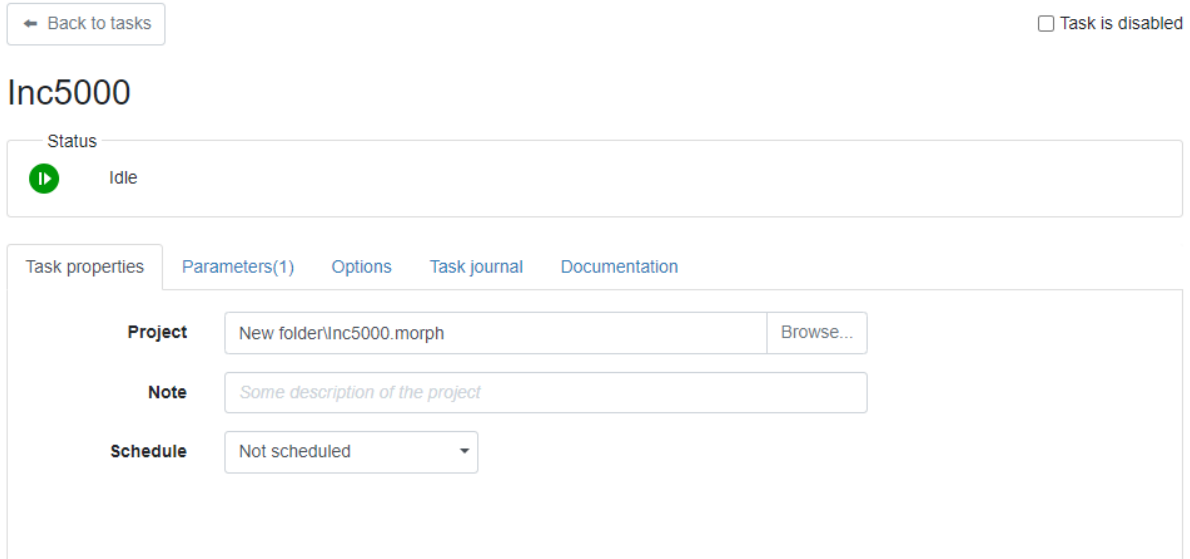 Back to tasks
Task is disabled
Inc5000
Status
Idle
Task properties Parameters(1) Options Task journal Documentation
Project New folder\Inc5000.morph Browse...
Note Some description of the project
Schedule Not scheduled